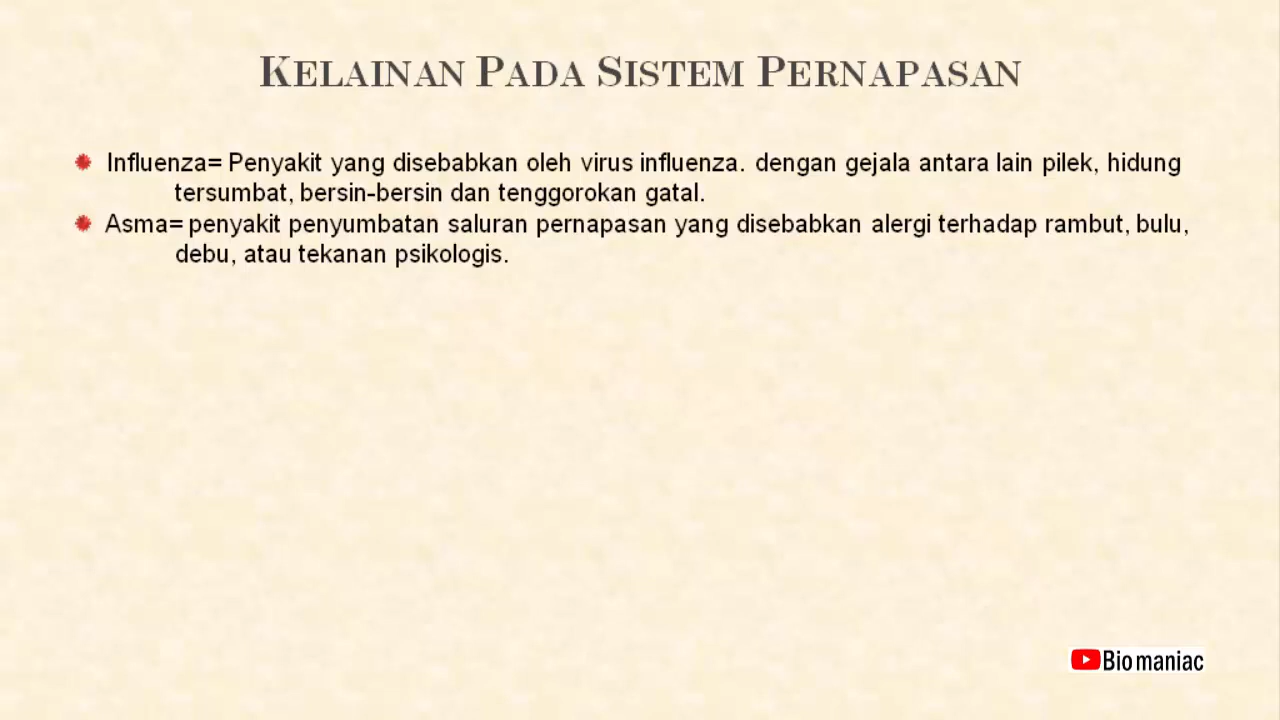 KELAINAN PADA SISTEM PERNAPASAN
Influenza= Penyakit yang disebabkan oleh virus influenza. dengan gejala antara lain pilek, hidung
tersumbat, bersin-bersin dan tenggorokan gatal.
Asma= penyakit penyumbatan saluran pernapasan yang disebabkan alergi terhadap rambut, bulu,
debu, atau tekanan psikologis.
Bio maniac